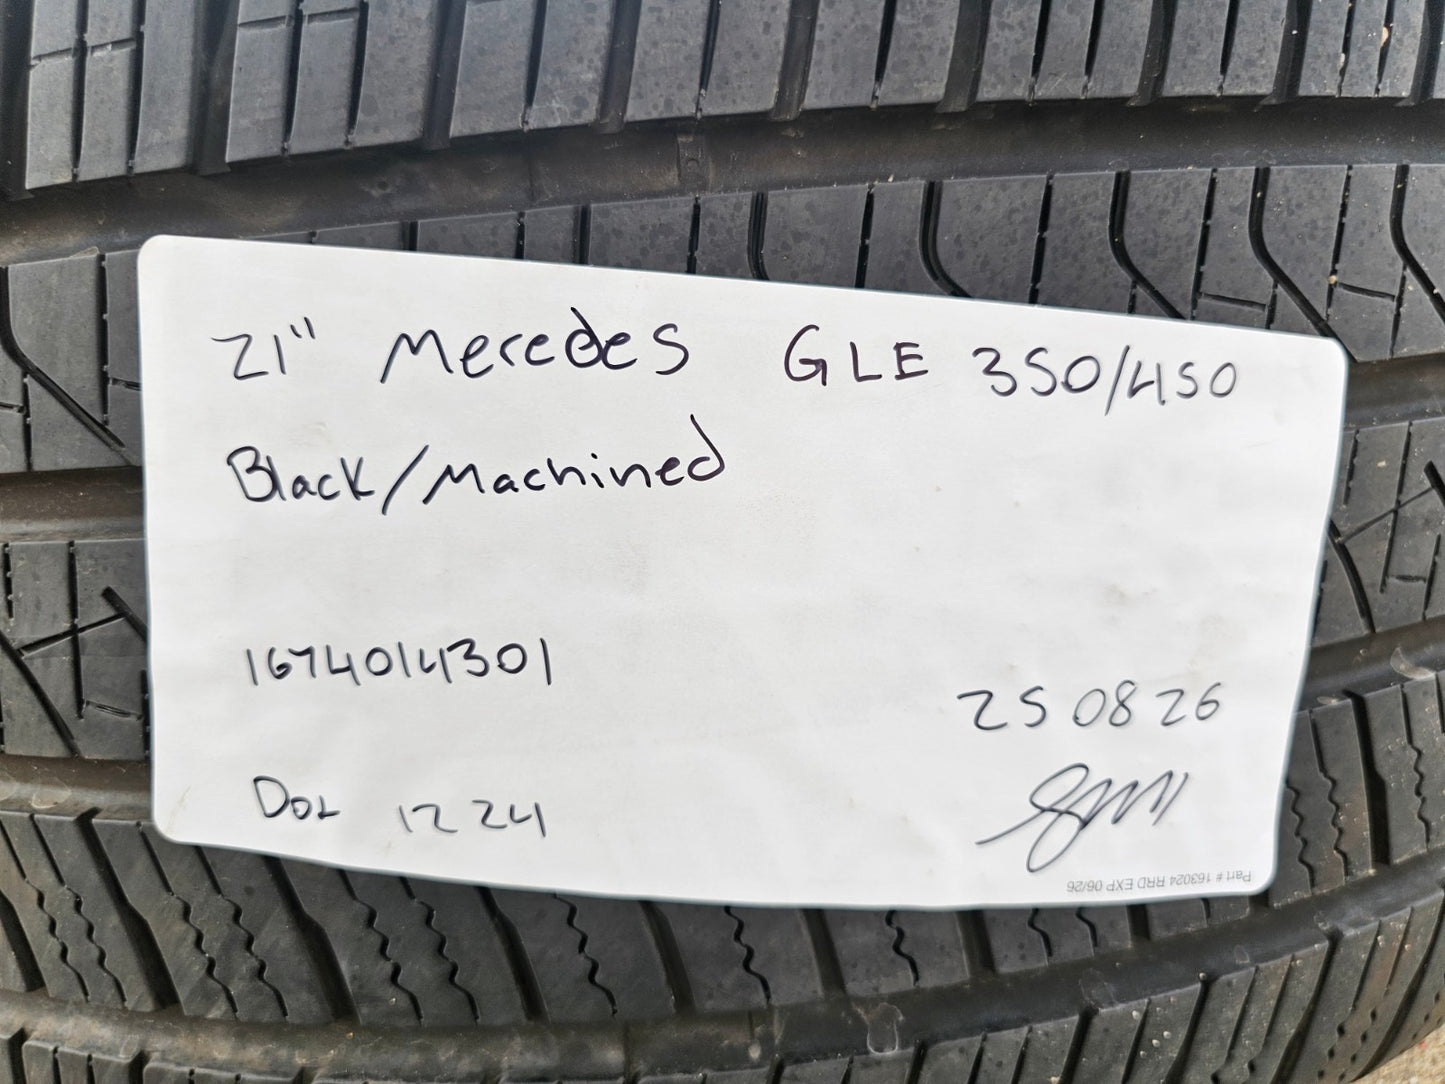 21" Mercedes GLE 350/450
Black/Machined
1674014301
250826
DOT 1224
Part # 163024 RRD EXP 06/26